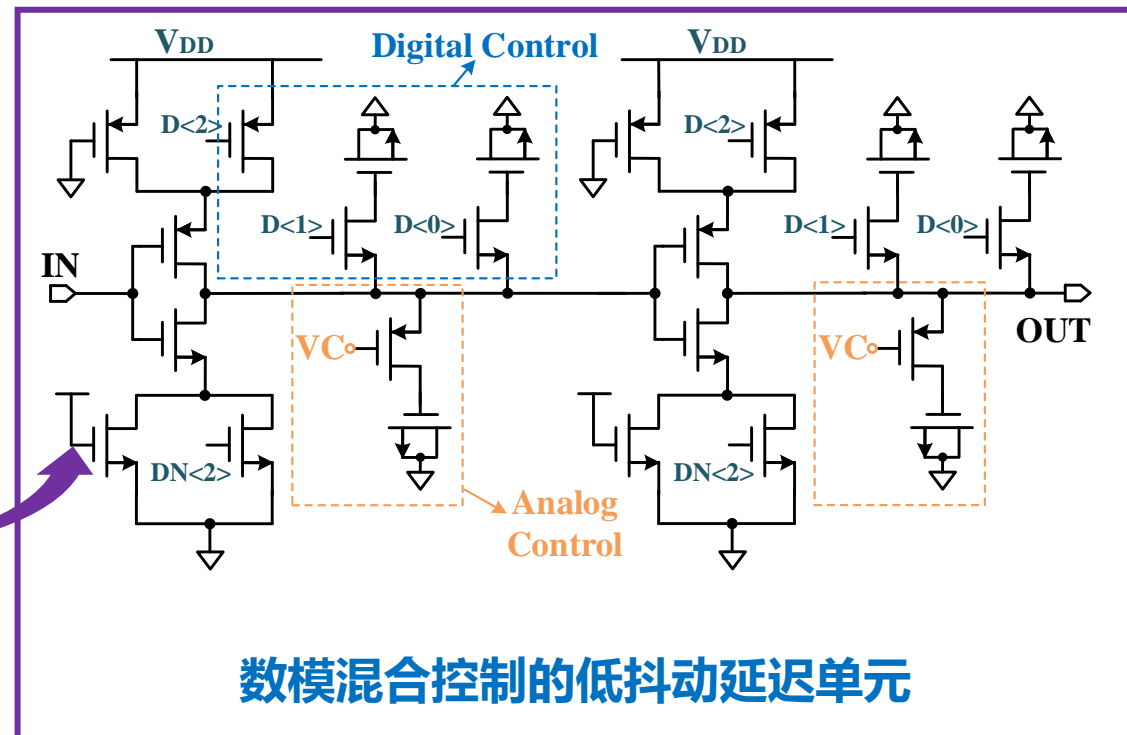 VDD
Digital Control
VDD
D<2>
D<2>
D<1>
D<0>
D<1>
D<0>
IN
OUT
VC
VC
DN<2>
DN<2>
Analog
Control
数模混合控制的低抖动延迟单元